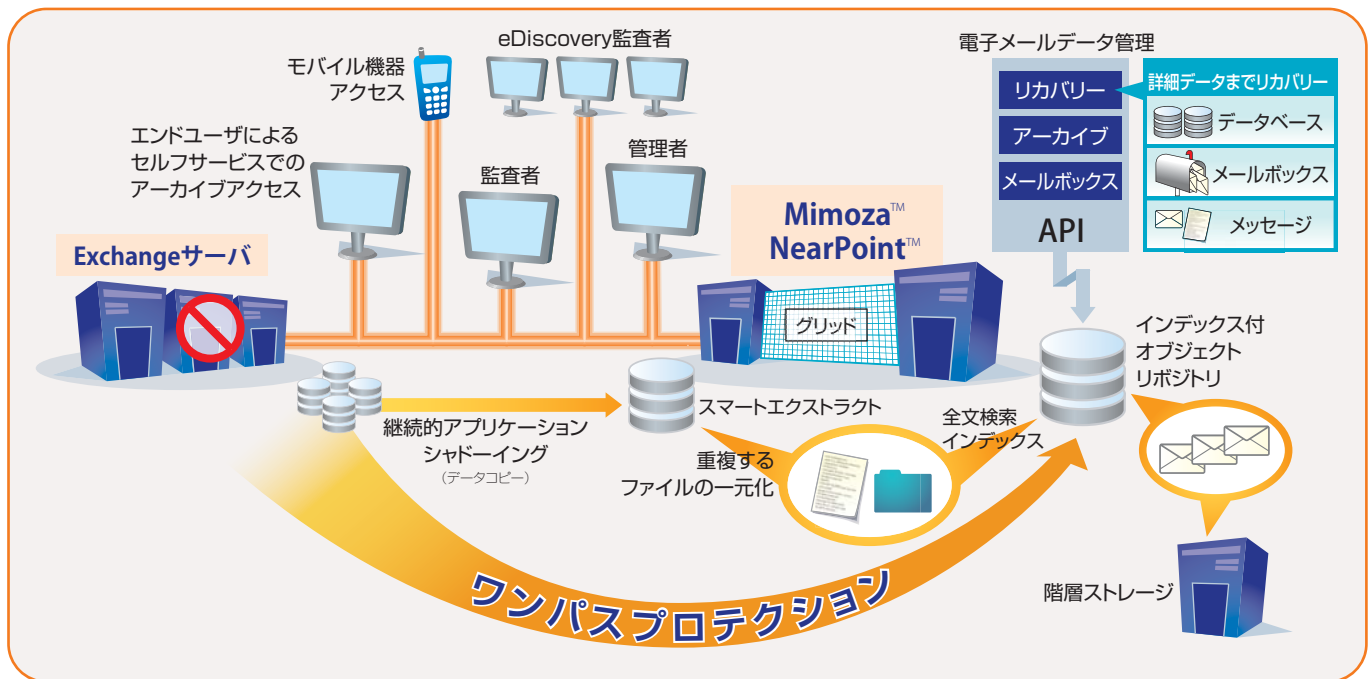 eDiscovery監査者
モバイル機器
アクセス
エンドユーザによる
セルフサービスでの
アーカイブアクセス
監査者
管理者
電子メールデータ管理
リカバリー
アーカイブ
メールボックス
API
詳細データまでリカバリー
データベース
メールボックス
メッセージ
Exchangeサーバ
Mimoza™
NearPoint™
グリッド
インデックス付
オブジェクト
リポジトリ
継続的アプリケーション
シャドーイング
(データコピー)
スマートエクストラクト
重複する
ファイルの一元化
全文検索
インデックス
階層ストレージ
ワンパスプロテクション